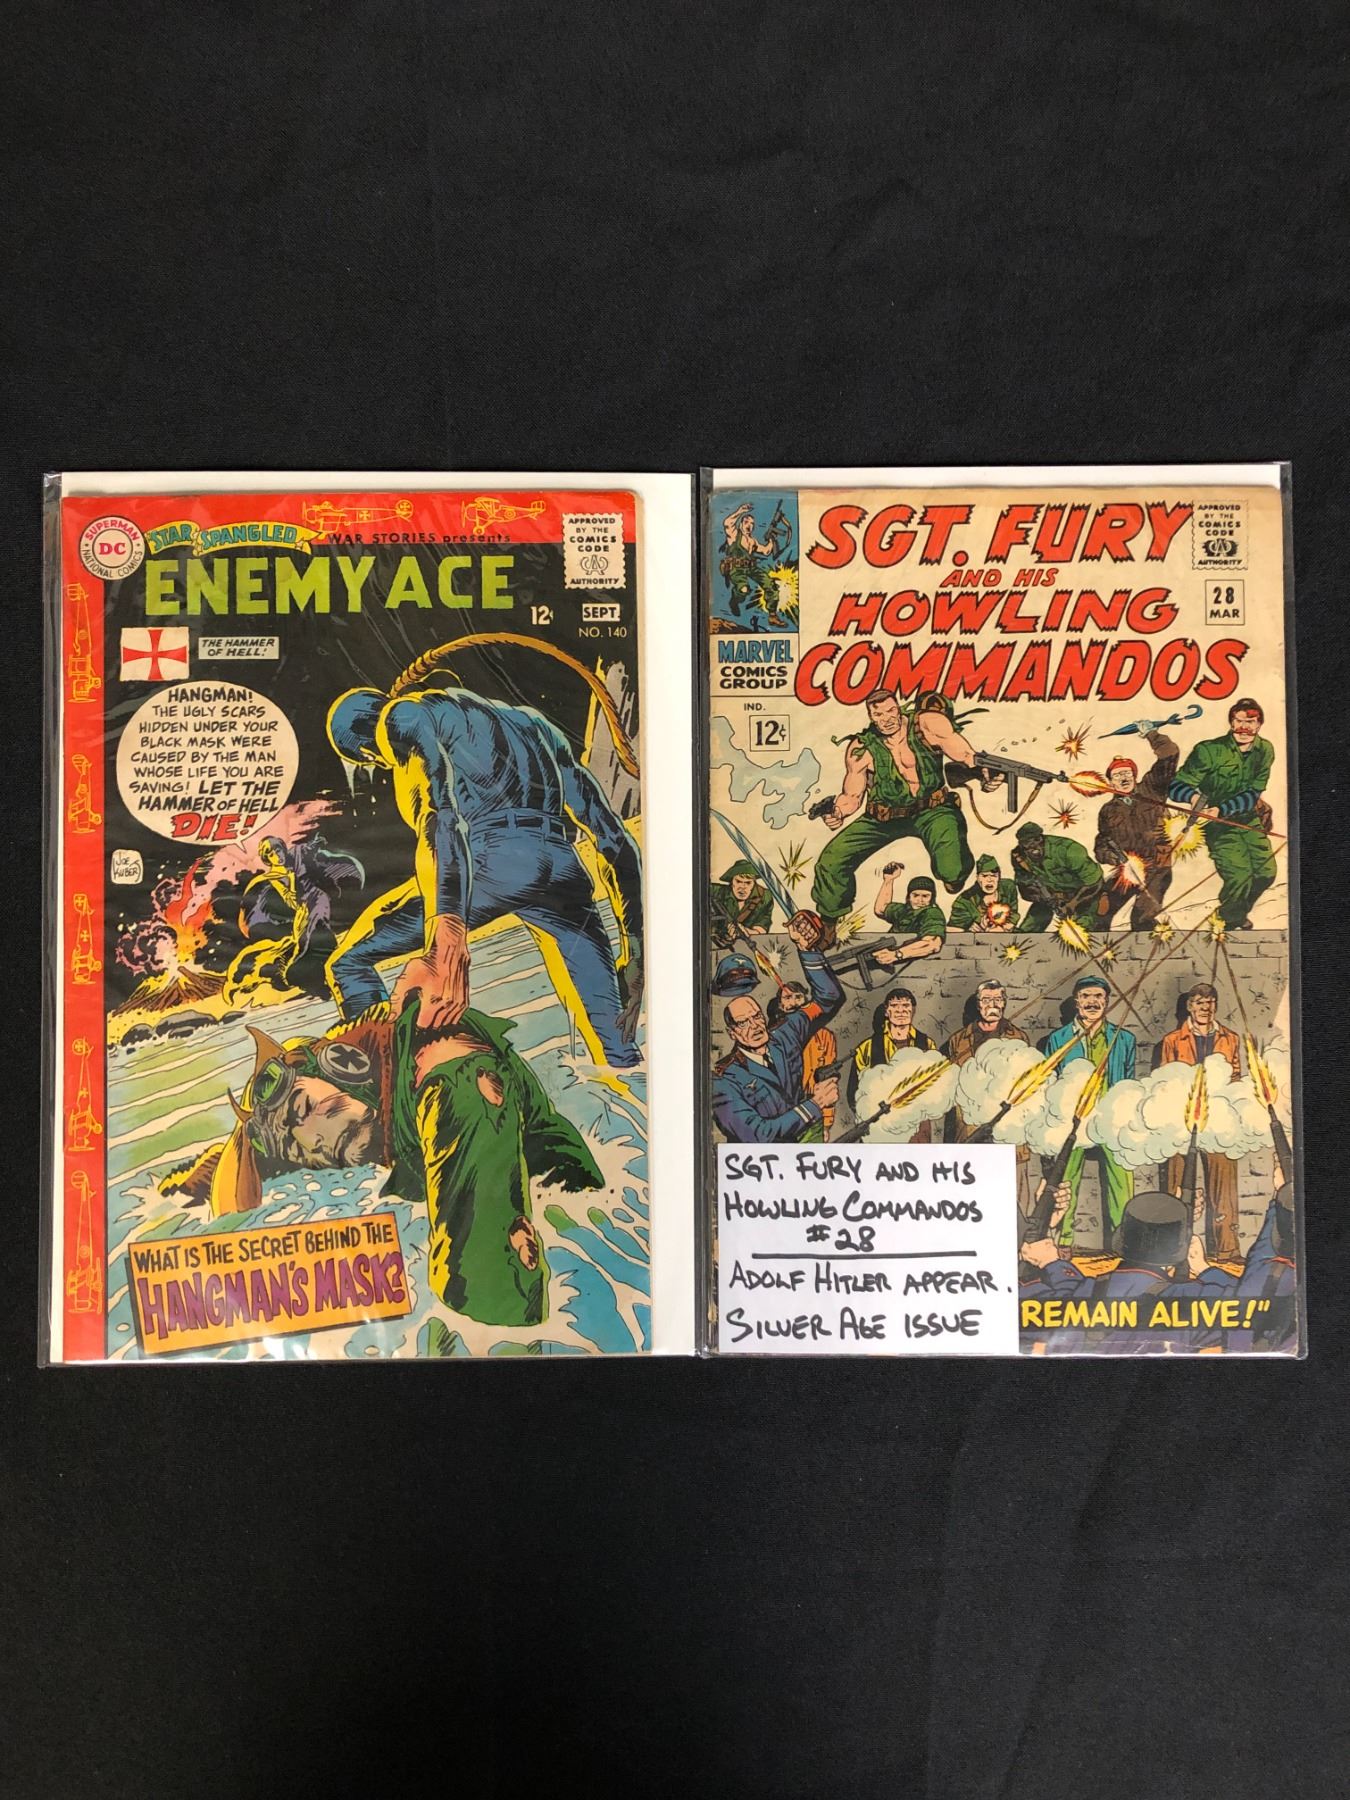 SUPERMAN
DC
NATIONAL COMICS
STAR SPANGLED
WAR STORIES presents
ENEMY ACE
APPROVED
BY THE
COMICS
CODE
CA
AUTHORITY
12¢
SEPT.
NO. 140
THE HAMMER
OF HELL!
HANGMAN!
THE UGLY SCARS
HIDDEN UNDER YOUR
BLACK MASK WERE
CAUSED BY THE MAN
WHOSE LIFE YOU ARE
SAVING! LET THE
HAMMER OF HELL
DIE!
JOE
KUBERT
WHAT IS THE SECRET BEHIND THE
HANGMAN'S MASK?
SGT. FURY
AND HIS
HOWLING
COMMANDOS
APPROVED
BY THE
COMICS
CODE
CA
AUTHORITY
28
MAR
MARVEL
COMICS
GROUP
IND.
12¢
SGT. FURY AND HIS
HOWLING COMMANDOS
#28
ADOLF HITLER APPEAR.
SILVER AGE ISSUE
REMAIN ALIVE!"